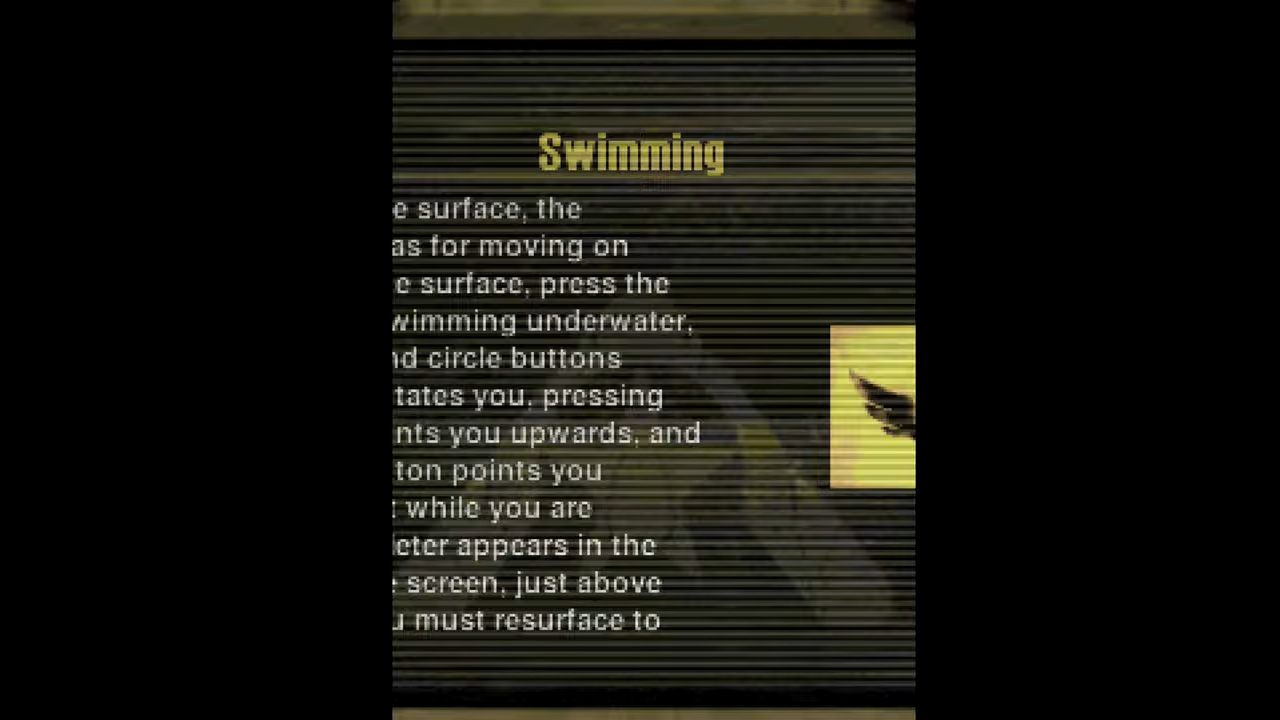 Swimming
e surface, the
as for moving on
e surface, press the
wimming underwater,
nd circle buttons
tates you, pressing
nts you upwards, and
ton points you
while you are
eter appears in the
screen, just above
u must resurface to